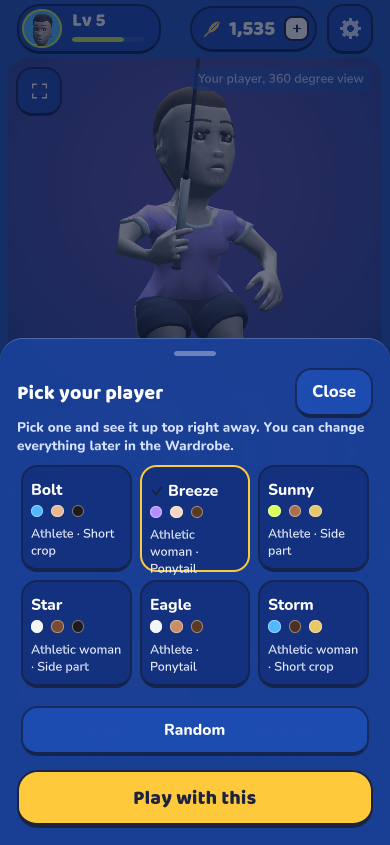 Lv 5
1,535
+
Your player, 360 degree view
Pick your player
Close
Pick one and see it up top right away. You can change
everything later in the Wardrobe.
Bolt
Athlete · Short
crop
Breeze
Athletic
woman ·
Ponytail
Sunny
Athlete · Side
part
Star
Athletic woman
· Side part
Eagle
Athlete ·
Ponytail
Storm
Athletic woman
· Short crop
Random
Play with this